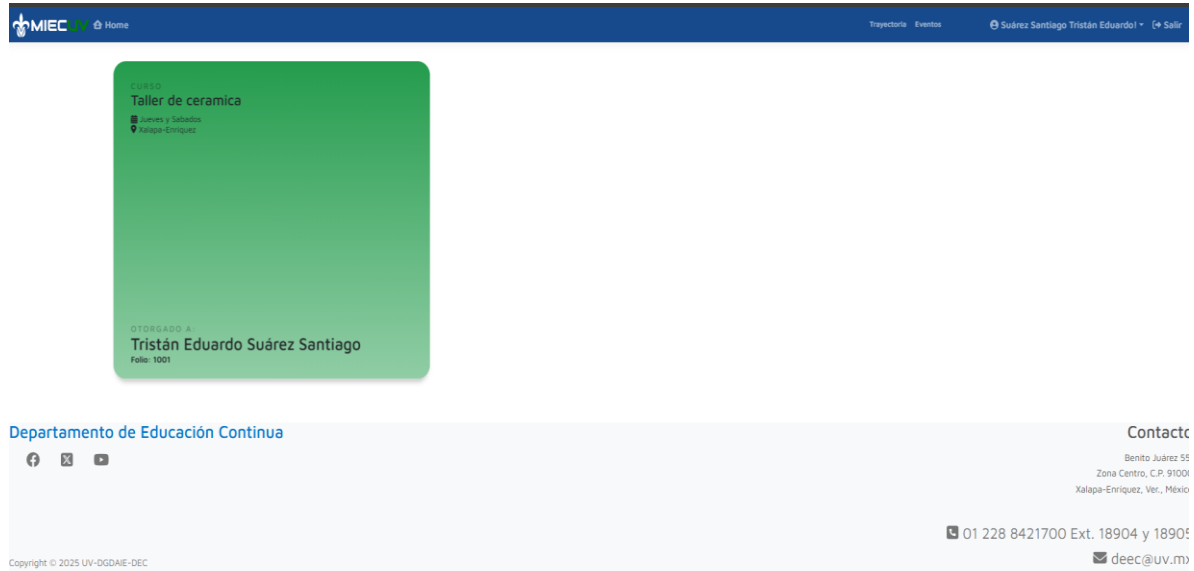 MIECUV Home Trayectoria Eventos Suárez Santiago Tristán Eduardo! Salir
CURSO
Taller de ceramica
Jueves y Sabados
Xalapa-Enriquez
OTORGADO A:
Tristán Eduardo Suárez Santiago
Folio: 1001
Departamento de Educación Continua
Contacto
Benito Juárez 55
Zona Centro, C.P. 91000
Xalapa-Enriquez, Ver., México
01 228 8421700 Ext. 18904 y 18905
deec@uv.mx
Copyright © 2025 UV-DGDAIE-DEC